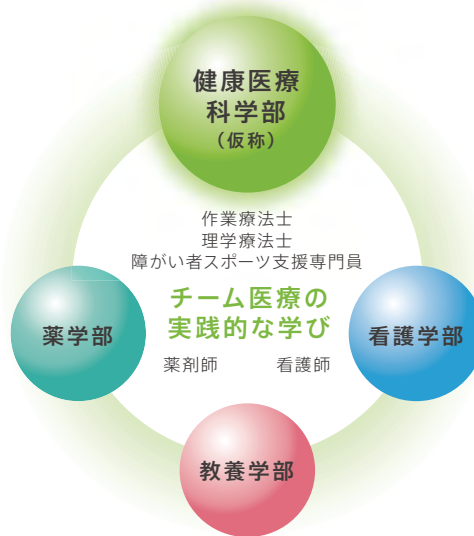 健康医療
科学部
（仮称）
作業療法士
理学療法士
障がい者スポーツ支援専門員
チーム医療の
実践的な学び
薬学部
看護学部
薬剤師
看護師
教養学部